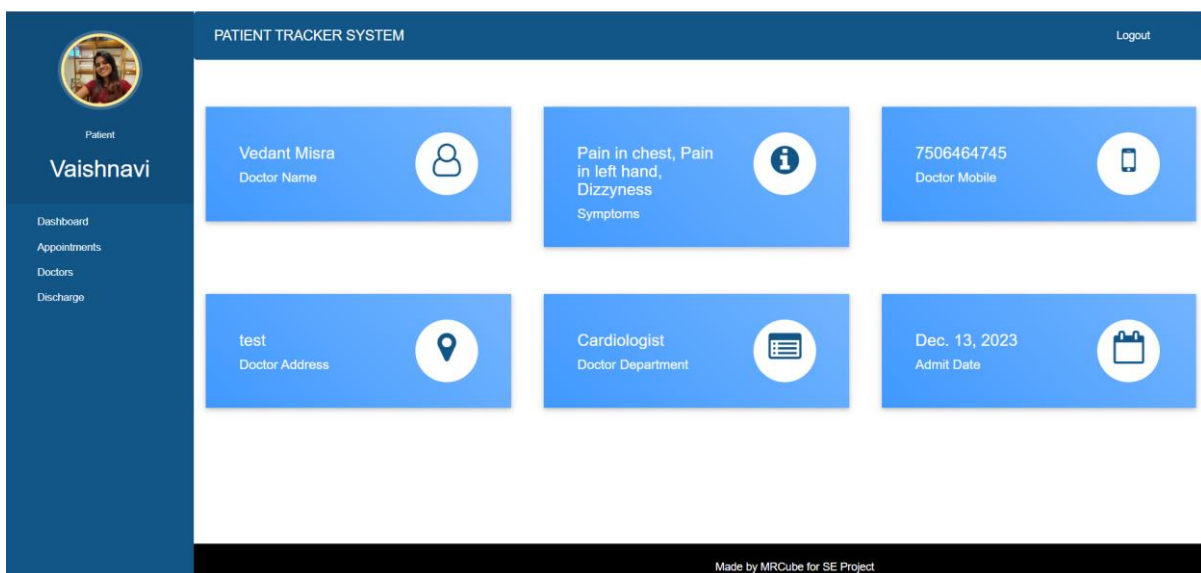 PATIENT TRACKER SYSTEM
Logout
Patient
Vaishnavi
Dashboard
Appointments
Doctors
Discharge
Vedant Misra
Doctor Name
Pain in chest, Pain
in left hand,
Dizzyness
Symptoms
7506464745
Doctor Mobile
test
Doctor Address
Cardiologist
Doctor Department
Dec. 13, 2023
Admit Date
Made by MRCube for SE Project